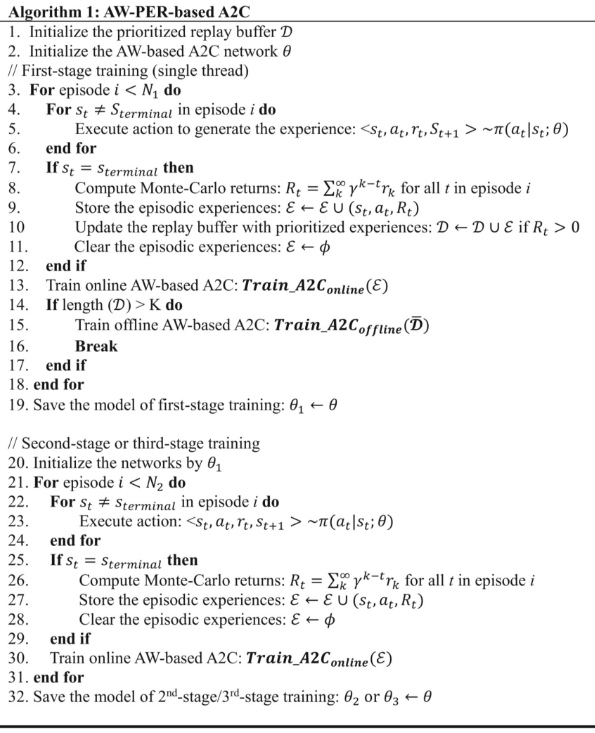 Algorithm 1: AW-PER-based A2C
1. Initialize the prioritized replay buffer 𝒟
2. Initialize the AW-based A2C network θ
// First-stage training (single thread)
3. For episode i < N₁ do
4. For sₜ ≠ S_terminal in episode i do
5. Execute action to generate the experience: <sₜ, aₜ, rₜ, Sₜ₊₁ > ~π(aₜ|sₜ; θ)
6. end for
7. If sₜ = s_terminal then
8. Compute Monte-Carlo returns: Rₜ = ∑ₖ^∞ γ^{k−t}rₖ for all t in episode i
9. Store the episodic experiences: ℰ ← ℰ ∪ (sₜ, aₜ, Rₜ)
10 Update the replay buffer with prioritized experiences: 𝒟 ← 𝒟 ∪ ℰ if Rₜ > 0
11. Clear the episodic experiences: ℰ ← ϕ
12. end if
13. Train online AW-based A2C: Train_A2C_online(ℰ)
14. If length (𝒟) > K do
15. Train offline AW-based A2C: Train_A2C_offline(𝒟̅)
16. Break
17. end if
18. end for
19. Save the model of first-stage training: θ₁ ← θ
// Second-stage or third-stage training
20. Initialize the networks by θ₁
21. For episode i < N₂ do
22. For sₜ ≠ s_terminal in episode i do
23. Execute action: <sₜ, aₜ, rₜ, sₜ₊₁ > ~π(aₜ|sₜ; θ)
24. end for
25. If sₜ = s_terminal then
26. Compute Monte-Carlo returns: Rₜ = ∑ₖ^∞ γ^{k−t}rₖ for all t in episode i
27. Store the episodic experiences: ℰ ← ℰ ∪ (sₜ, aₜ, Rₜ)
28. Clear the episodic experiences: ℰ ← ϕ
29. end if
30. Train online AW-based A2C: Train_A2C_online(ℰ)
31. end for
32. Save the model of 2ⁿᵈ-stage/3ʳᵈ-stage training: θ₂ or θ₃ ← θ